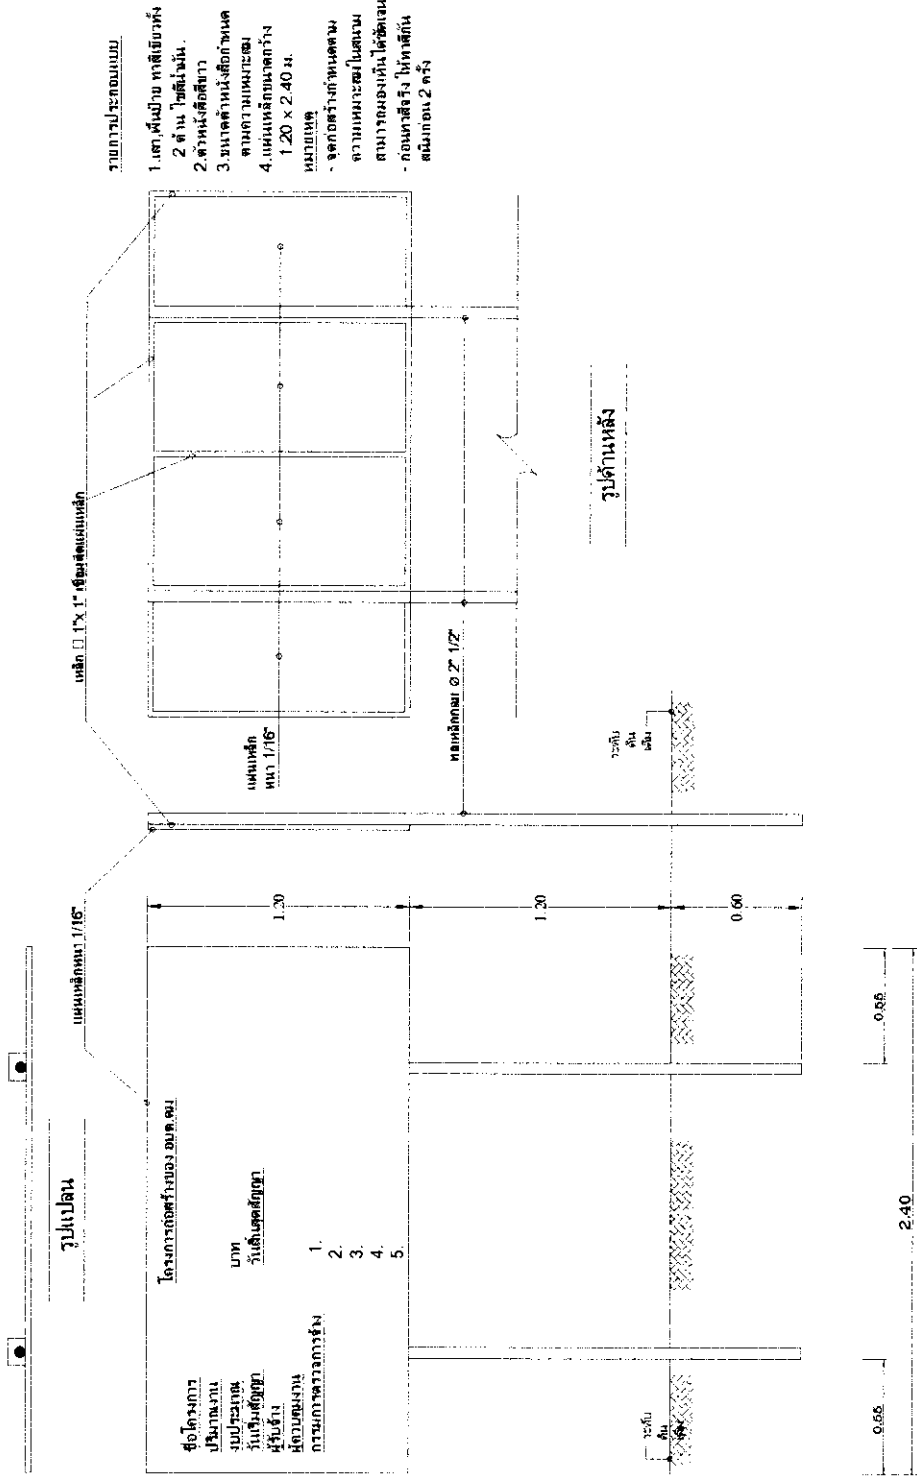 รูปแปลน
แผ่นเหล็กหนา 1/16"
โครงการก่อสร้างของ อบต.คม
ชื่อโครงการ
ปริมาณงาน
งบประมาณ
บาท
วันเริ่มสัญญา
วันสิ้นสุดสัญญา
ผู้รับจ้าง
ผู้ควบคุมงาน
กรรมการตรวจการจ้าง
1.
2.
3.
4.
5.
1.20
1.20
0.60
ระดับ
ดิน
เดิม
0.55
0.55
2.40
เหล็ก □ 1"x 1" เชื่อมติดแผ่นเหล็ก
แผ่นเหล็ก
หนา 1/16"
ท่อเหล็กกลม Ø 2" 1/2"
ระดับ
ดิน
เดิม
รูปด้านหลัง
รายการประกอบแบบ
1.เสา,พื้นป้าย ทาสีเขียวทั้ง
2 ด้าน ใช้สีน้ำมัน.
2.ตัวหนังสือสีขาว
3.ขนาดตัวหนังสือกำหนด
ตามความเหมาะสม
4.แผ่นเหล็กขนาดกว้าง
1.20 x 2.40 ม.
หมายเหตุ
- จุดก่อสร้างกำหนดตาม
ความเหมาะสมในสนาม
สามารถมองเห็นได้ชัดเจน
- ก่อนทาสีจริง ให้ทาสีกัน
สนิมก่อน 2 ครั้ง